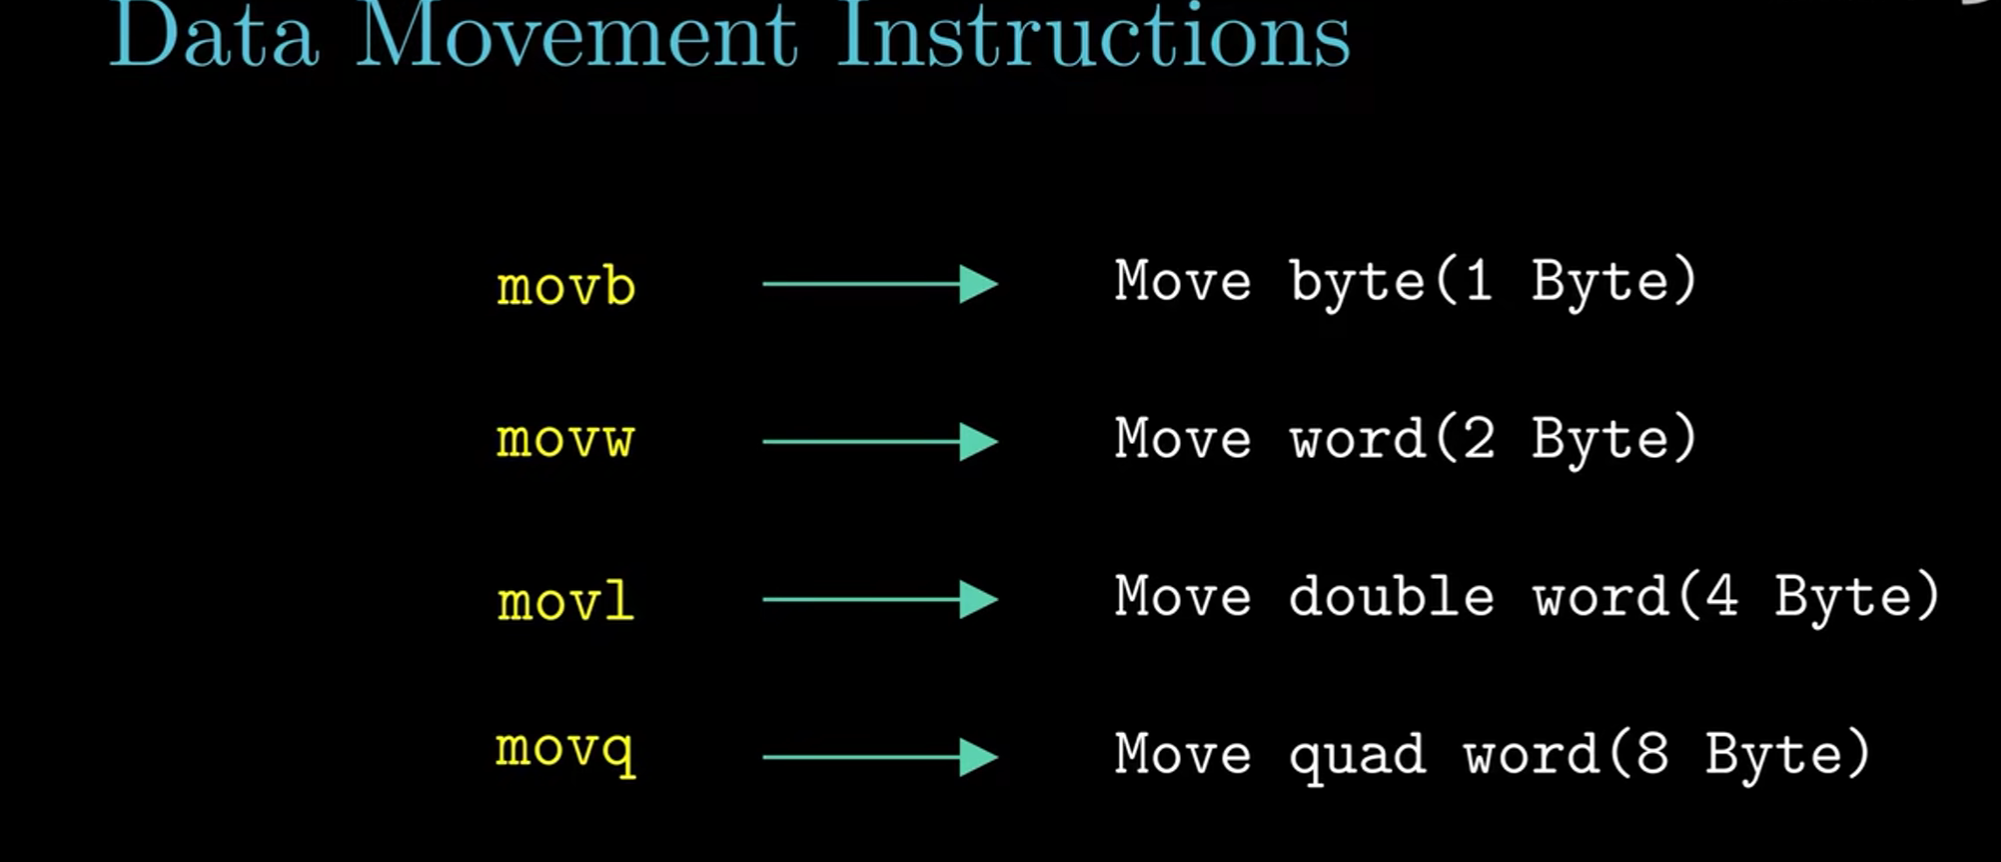 Data Movement Instructions
movb Move byte(1 Byte)
movw Move word(2 Byte)
movl Move double word(4 Byte)
movq Move quad word(8 Byte)